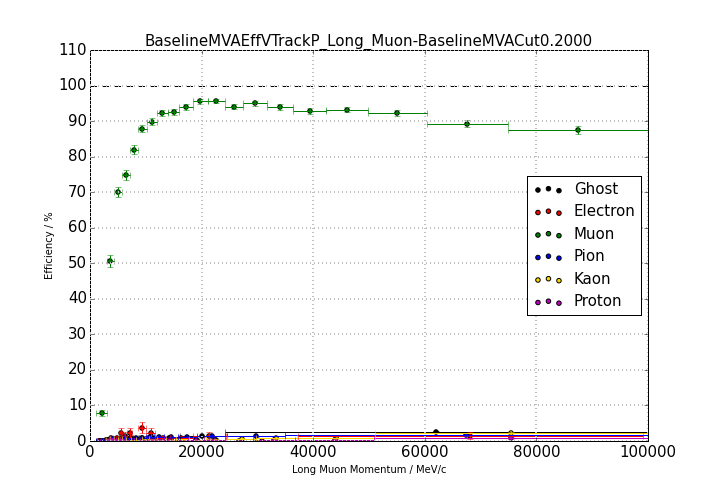 BaselineMVAEffVTrackP_Long_Muon-BaselineMVACut0.2000
110
100
90
80
70
60
50
40
30
20
10
0
Efficiency / %
Ghost
Electron
Muon
Pion
Kaon
Proton
0 20000 40000 60000 80000 100000
Long Muon Momentum / MeV/c